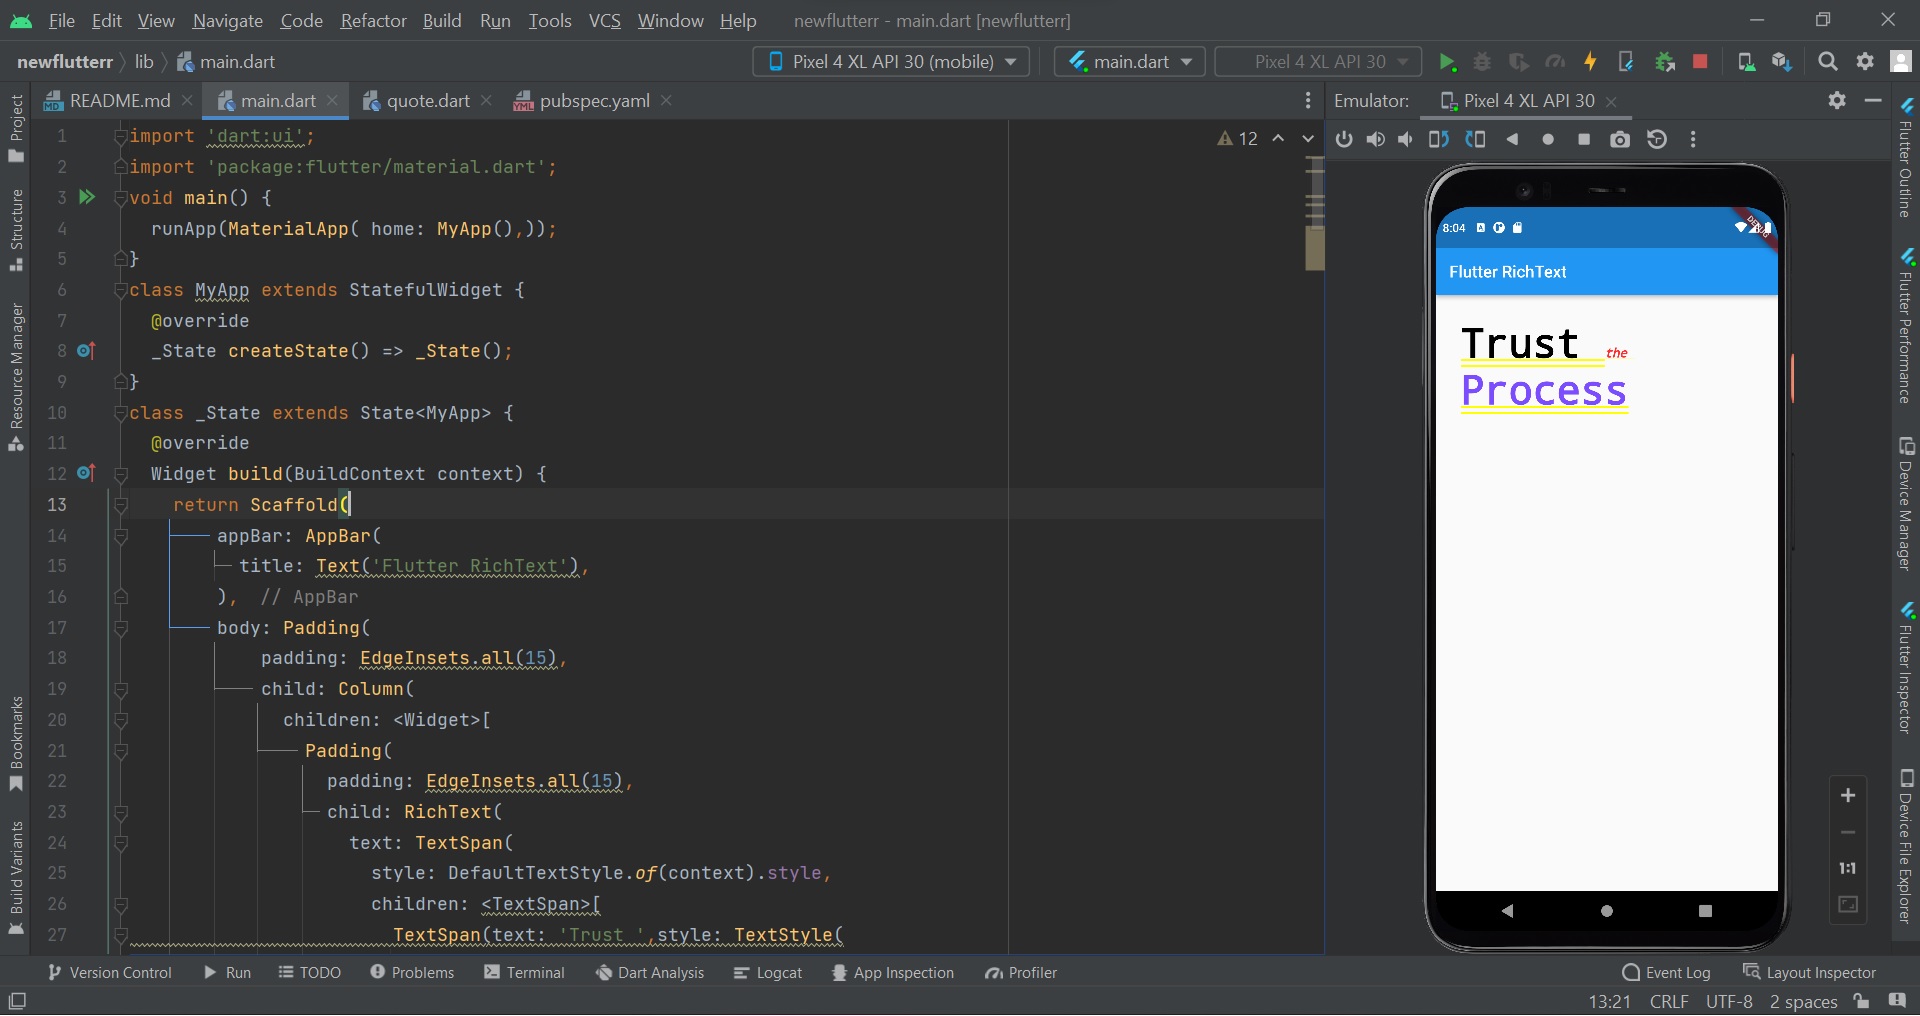 File Edit View Navigate Code Refactor Build Run Tools VCS Window Help newflutterr - main.dart [newflutterr]
newflutterr lib main.dart Pixel 4 XL API 30 (mobile) main.dart Pixel 4 XL API 30
README.md main.dart quote.dart pubspec.yaml Emulator: Pixel 4 XL API 30
Project
Structure
Resource Manager
Bookmarks
Build Variants
12
1 import 'dart:ui';
2 import 'package:flutter/material.dart';
3 void main() {
4 runApp(MaterialApp( home: MyApp(),));
5 }
6 class MyApp extends StatefulWidget {
7 @override
8 _State createState() => _State();
9 }
10 class _State extends State<MyApp> {
11 @override
12 Widget build(BuildContext context) {
13 return Scaffold(
14 appBar: AppBar(
15 title: Text('Flutter RichText'),
16 ), // AppBar
17 body: Padding(
18 padding: EdgeInsets.all(15),
19 child: Column(
20 children: <Widget>[
21 Padding(
22 padding: EdgeInsets.all(15),
23 child: RichText(
24 text: TextSpan(
25 style: DefaultTextStyle.of(context).style,
26 children: <TextSpan>[
27 TextSpan(text: 'Trust ',style: TextStyle(
8:04
DEBUG
Flutter RichText
Trust the
Process
1:1
Flutter Outline
Flutter Performance
Device Manager
Flutter Inspector
Device File Explorer
Version Control Run TODO Problems Terminal Dart Analysis Logcat App Inspection Profiler Event Log Layout Inspector
13:21 CRLF UTF-8 2 spaces